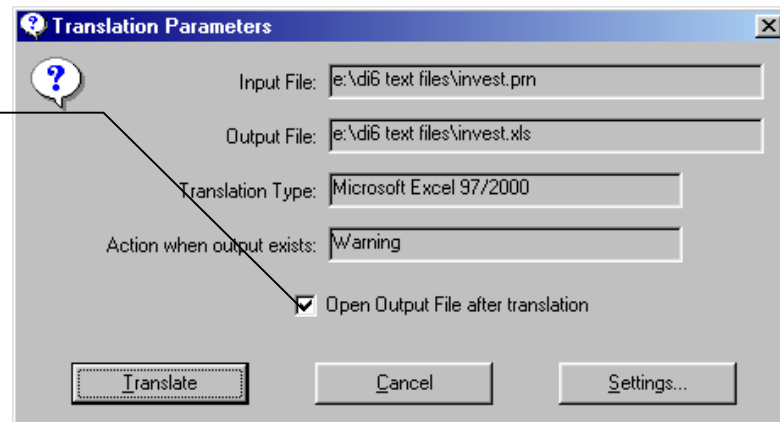 Translation Parameters
Input File: e:\di6 text files\invest.prn
Output File: e:\di6 text files\invest.xls
Translation Type: Microsoft Excel 97/2000
Action when output exists: Warning
Open Output File after translation
Translate Cancel Settings...